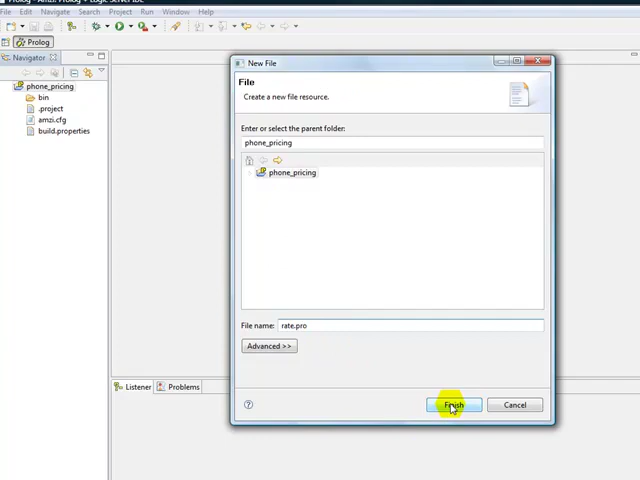 Prolog - Amzi! Prolog + Logic Server IDE
File Edit Navigate Search Project Run Window Help
Prolog
Navigator
phone_pricing
bin
.project
amzi.cfg
build.properties
New File
File
Create a new file resource.
Enter or select the parent folder:
phone_pricing
phone_pricing
File name: rate.pro
Advanced >>
? Finish Cancel
Listener Problems